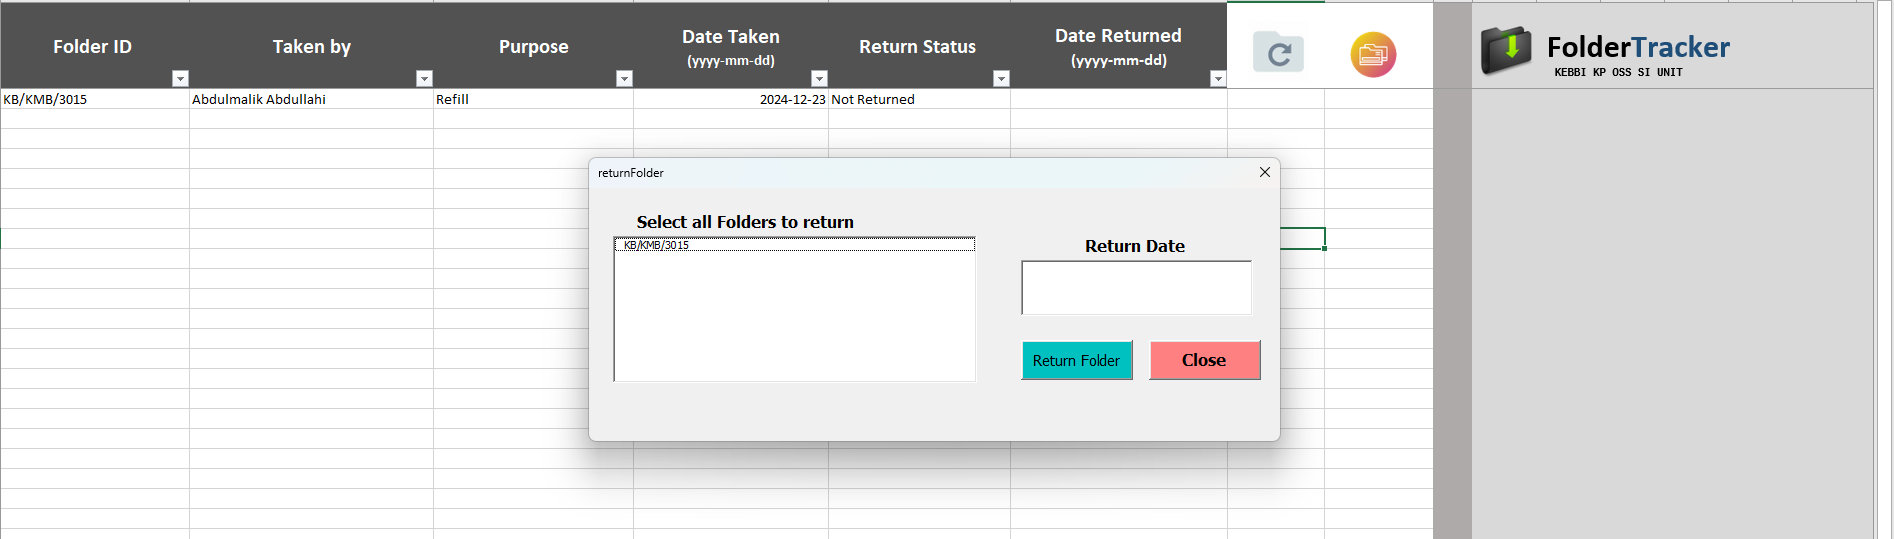 Folder ID
Taken by
Purpose
Date Taken
(yyyy-mm-dd)
Return Status
Date Returned
(yyyy-mm-dd)
FolderTracker
KEBBI KP OSS SI UNIT
KB/KMB/3015
Abdulmalik Abdullahi
Refill
2024-12-23
Not Returned
returnFolder
Select all Folders to return
KB/KMB/3015
Return Date
Return Folder
Close